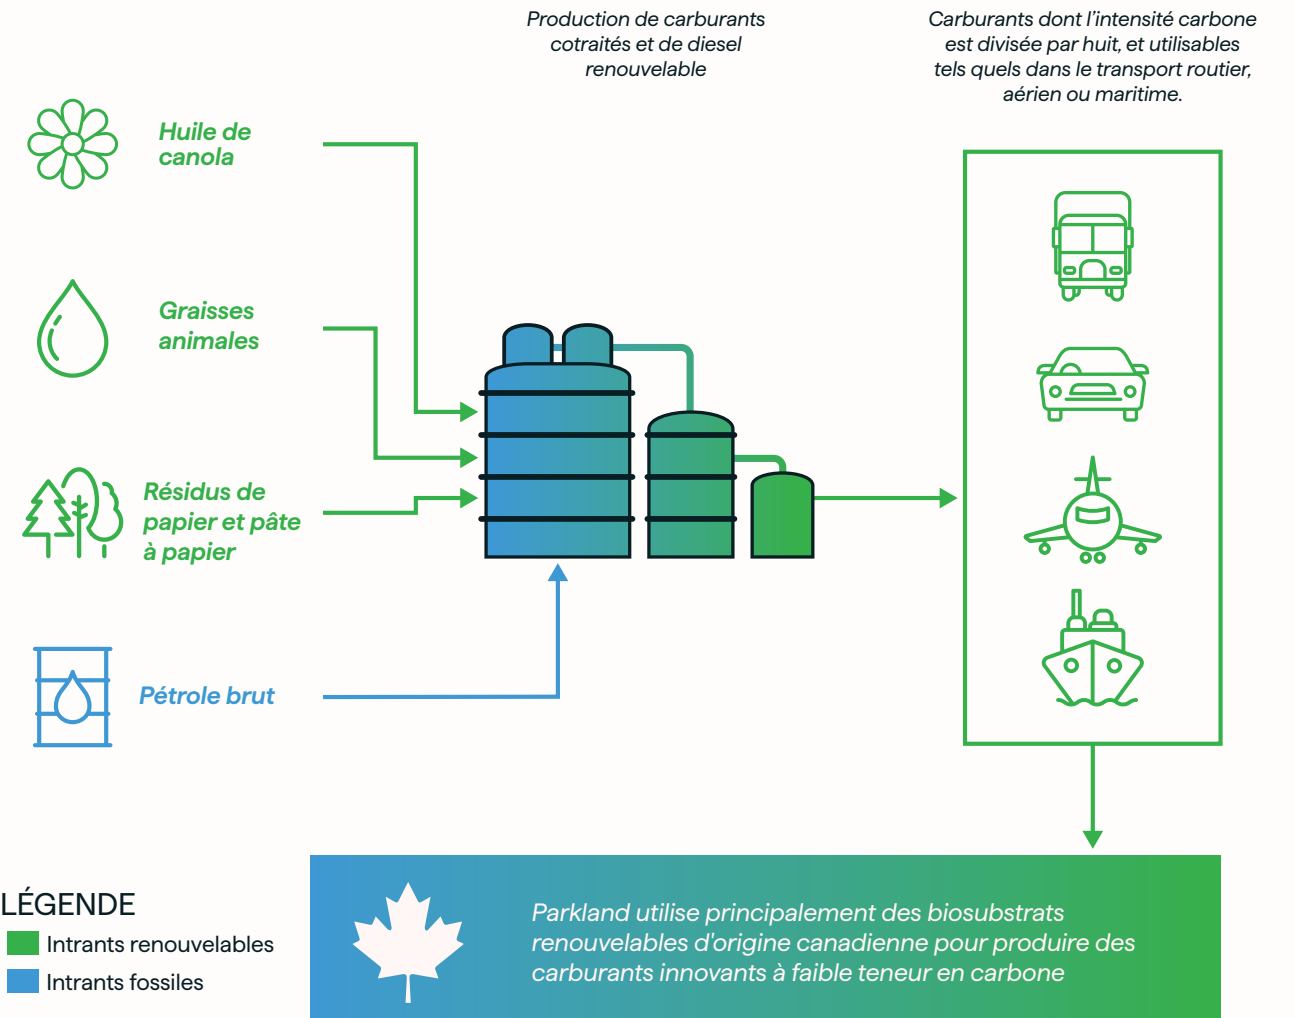 Production de carburants
cotraités et de diesel
renouvelable
Carburants dont l’intensité carbone
est divisée par huit, et utilisables
tels quels dans le transport routier,
aérien ou maritime.
Huile de
canola
Graisses
animales
Résidus de
papier et pâte
à papier
Pétrole brut
LÉGENDE
Intrants renouvelables
Intrants fossiles
Parkland utilise principalement des biosubstrats
renouvelables d'origine canadienne pour produire des
carburants innovants à faible teneur en carbone